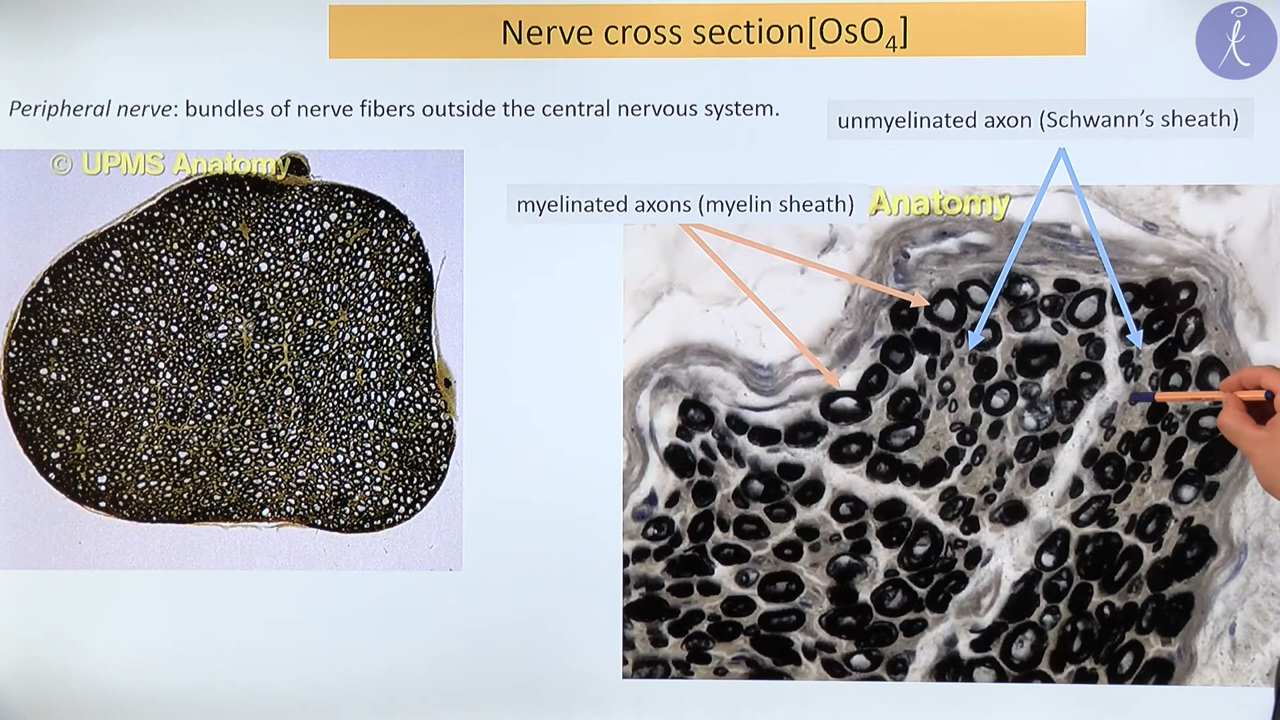 Nerve cross section[OsO₄]
Peripheral nerve: bundles of nerve fibers outside the central nervous system.
unmyelinated axon (Schwann's sheath)
© UPMS Anatomy
myelinated axons (myelin sheath)
Anatomy